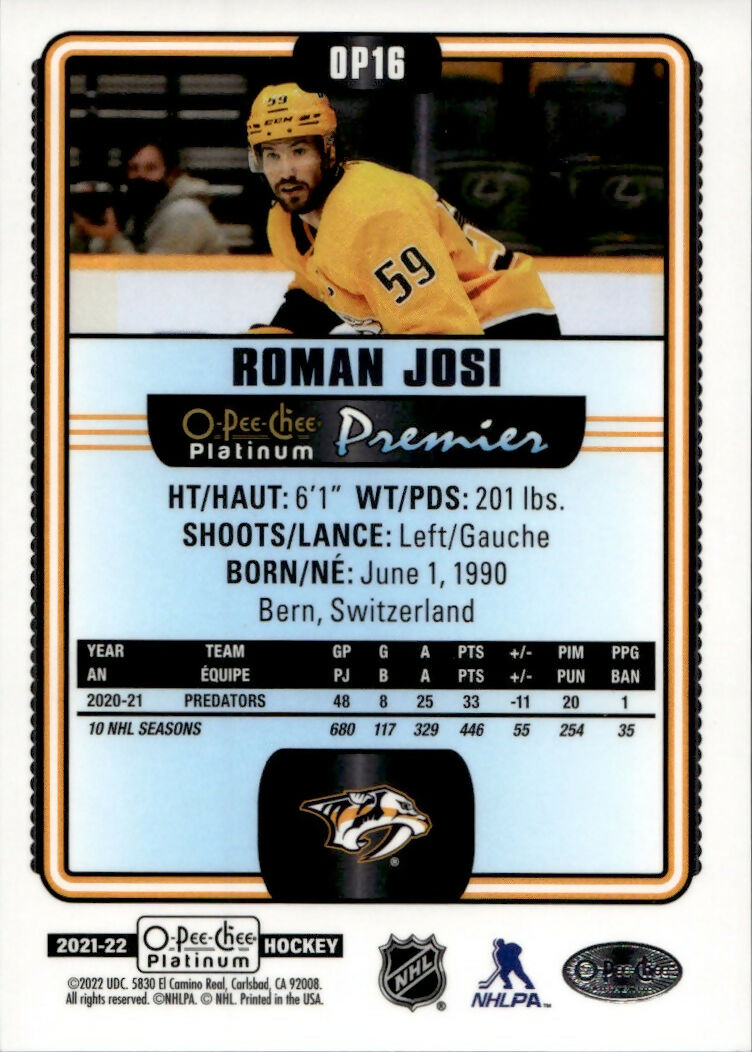 OP16
59
CCM
59
ROMAN JOSI
O-Pee-Chee Platinum Premier
HT/HAUT: 6'1" WT/PDS: 201 lbs.
SHOOTS/LANCE: Left/Gauche
BORN/NÉ: June 1, 1990
Bern, Switzerland
YEAR TEAM GP G A PTS +/- PIM PPG
AN ÉQUIPE PJ B A PTS +/- PUN BAN
2020-21 PREDATORS 48 8 25 33 -11 20 1
10 NHL SEASONS 680 117 329 446 55 254 35
®
2021-22 O-Pee-Chee Platinum HOCKEY
NHL ®
NHLPA™
O-Pee-Chee
©2022 UDC. 5830 El Camino Real, Carlsbad, CA 92008.
All rights reserved. ©NHLPA. © NHL. Printed in the USA.